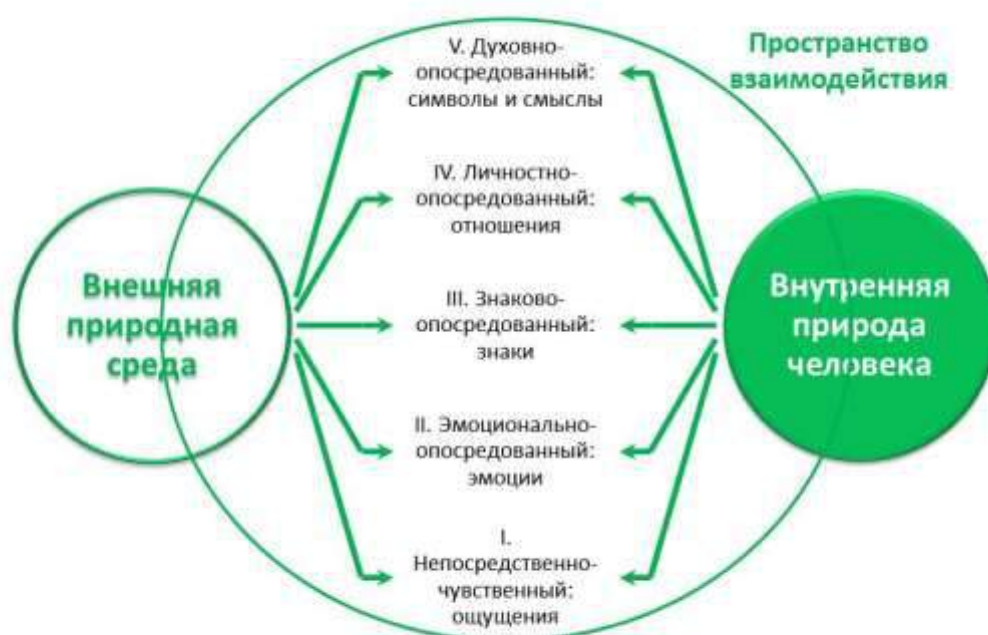 V. Духовно-
опосредованный:
символы и смыслы
Пространство
взаимодействия
IV. Личностно-
опосредованный:
отношения
Внешняя
природная
среда
III. Знаково-
опосредованный:
знаки
Внутренняя
природа
человека
II. Эмоционально-
опосредованный:
эмоции
I.
Непосредственно-
чувственный:
ощущения